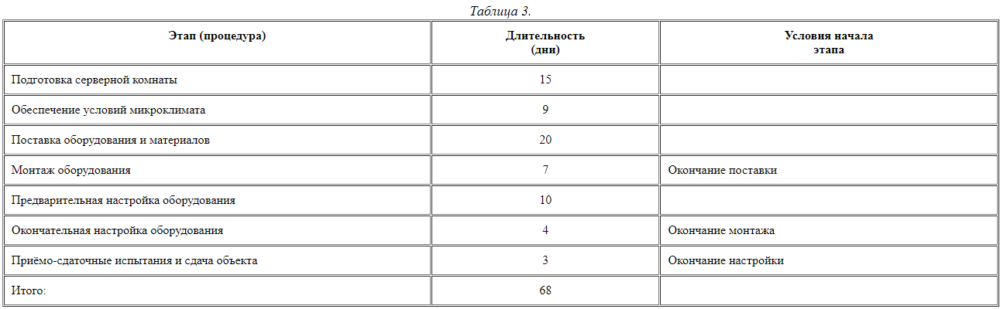 Таблица 3.
Этап (процедура) Длительность (дни) Условия начала этапа
Подготовка серверной комнаты 15
Обеспечение условий микроклимата 9
Поставка оборудования и материалов 20
Монтаж оборудования 7 Окончание поставки
Предварительная настройка оборудования 10
Окончательная настройка оборудования 4 Окончание монтажа
Приёмо-сдаточные испытания и сдача объекта 3 Окончание настройки
Итого: 68